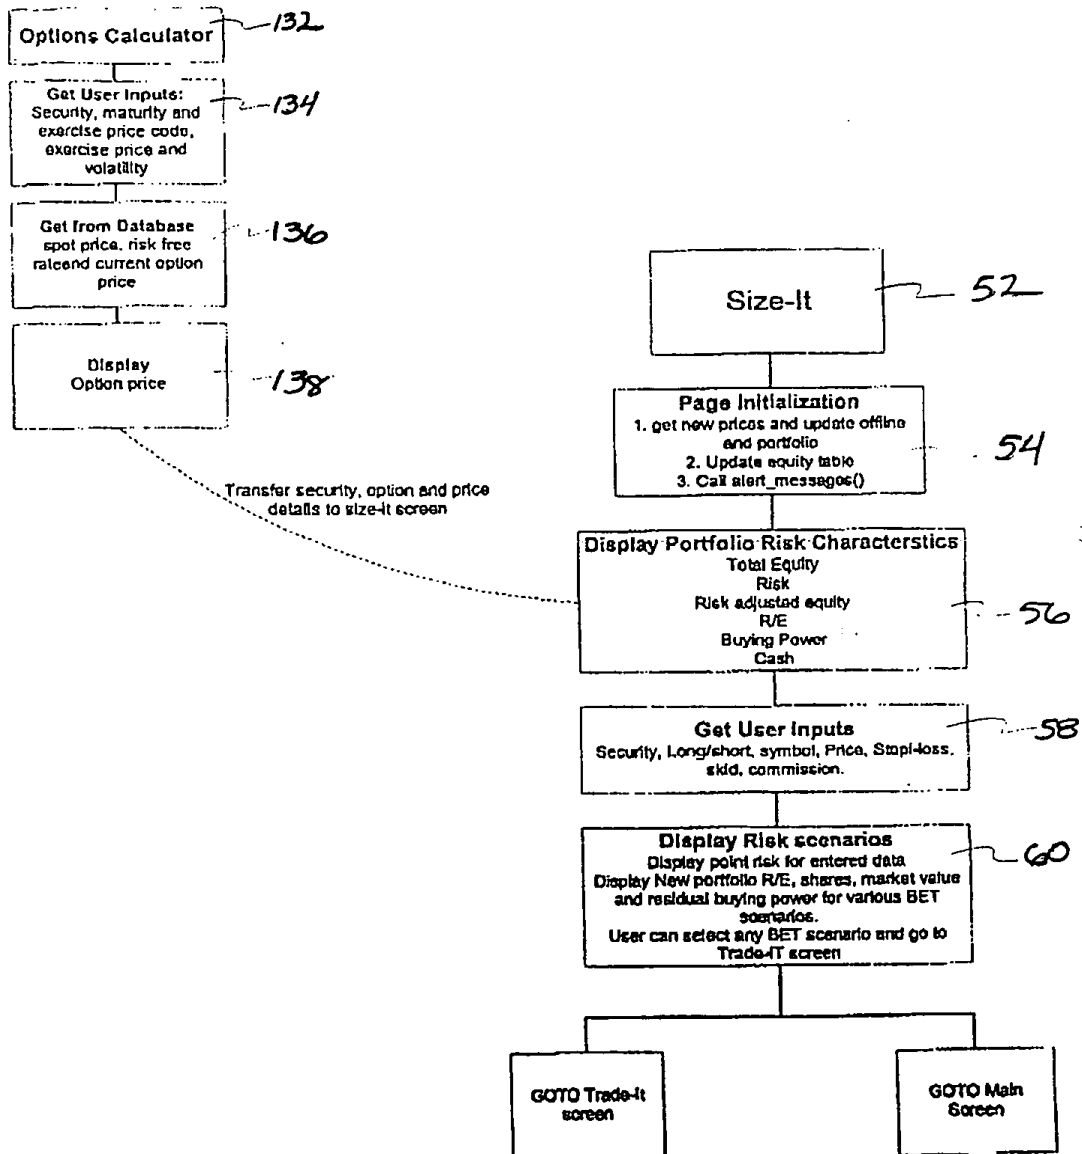 Options Calculator
132
Get User Inputs:
Security, maturity and
exercise price code,
exercise price and
volatility
134
Get from Database
spot price, risk free
rateend current option
price
136
Display
Option price
138
Transfer security, option and price
details to size-it screen
Size-It
52
Page Initialization
1. get new prices and update offline
and portfolio
2. Update equity table
3. Call alert_messages()
54
Display Portfolio Risk Characterstics
Total Equity
Risk
Risk adjusted equity
R/E
Buying Power
Cash
56
Get User Inputs
Security, Long/short, symbol, Price, Stopl-loss,
skid, commission.
58
Display Risk scenarios
Display point risk for entered data
Display New portfolio R/E, shares, market value
and residual buying power for various BET
scenarios.
User can select any BET scenario and go to
Trade-IT screen
60
GOTO Trade-It
screen
GOTO Main
Screen